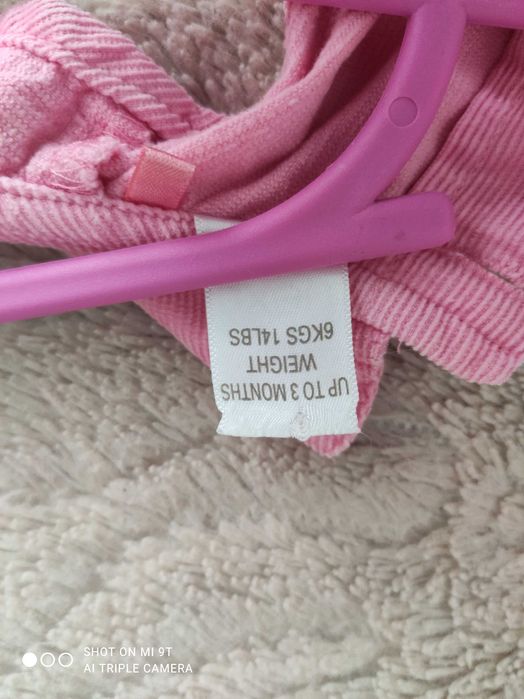 UP TO 3 MONTHS
WEIGHT
6KGS 14LBS
SHOT ON MI 9T
AI TRIPLE CAMERA